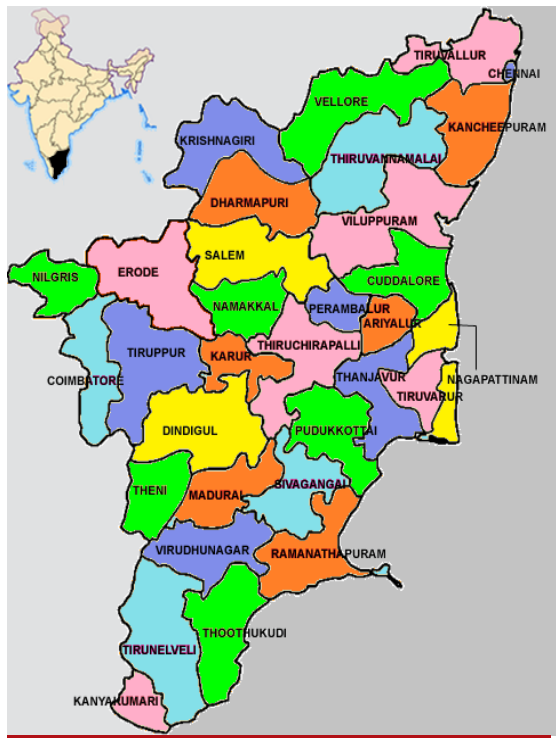 TIRUVALLUR
CHENNAI
VELLORE
KANCHEEPURAM
KRISHNAGIRI
THIRUVANNAMALAI
DHARMAPURI
VILUPPURAM
SALEM
ERODE
NILGRIS
CUDDALORE
NAMAKKAL
PERAMBALUR
ARIYALUR
THIRUCHIRAPALLI
TIRUPPUR
KARUR
COIMBATORE
THANJAVUR
NAGAPATTINAM
TIRUVARUR
DINDIGUL
PUDUKKOTTAI
THENI
MADURAI
SIVAGANGAI
VIRUDHUNAGAR
RAMANATHAPURAM
THOOTHUKUDI
TIRUNELVELI
KANYAKUMARI